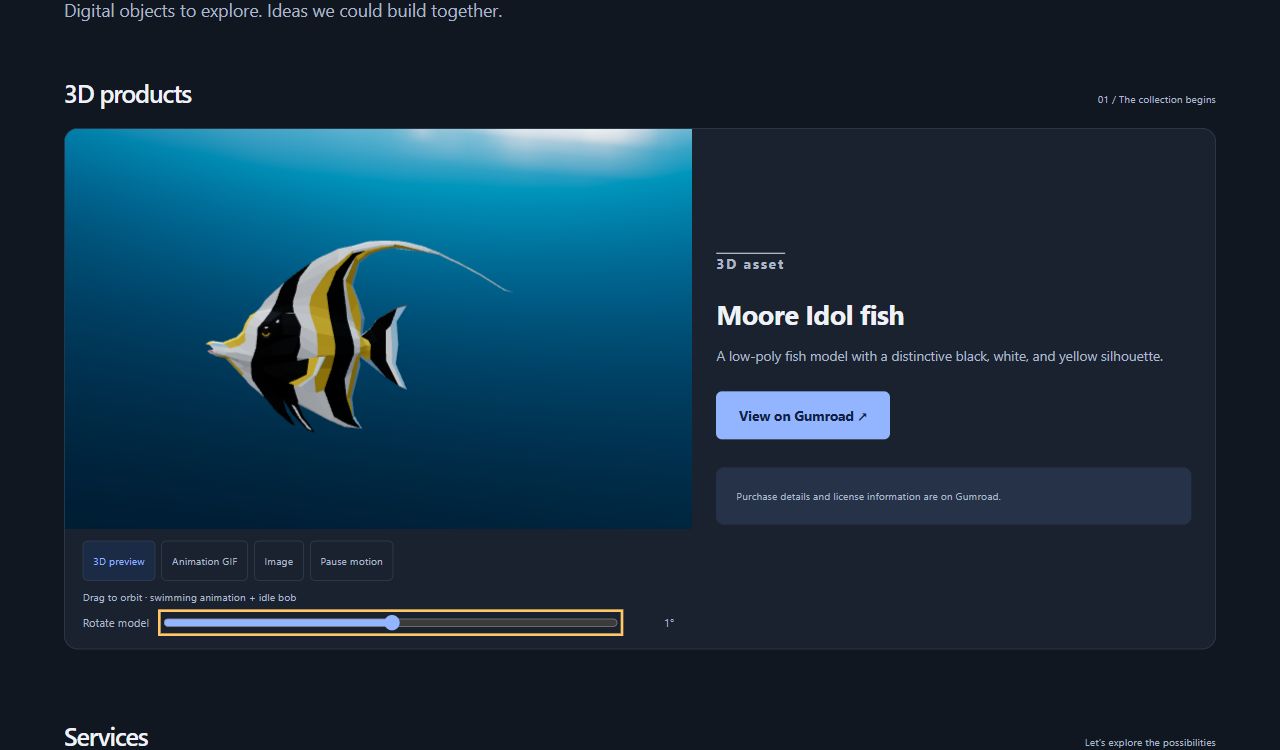 Digital objects to explore. Ideas we could build together.
3D products
01 / The collection begins
3D asset
Moore Idol fish
A low-poly fish model with a distinctive black, white, and yellow silhouette.
View on Gumroad ↗
Purchase details and license information are on Gumroad.
3D preview
Animation GIF
Image
Pause motion
Drag to orbit · swimming animation + idle bob
Rotate model
1°
Services
Let's explore the possibilities